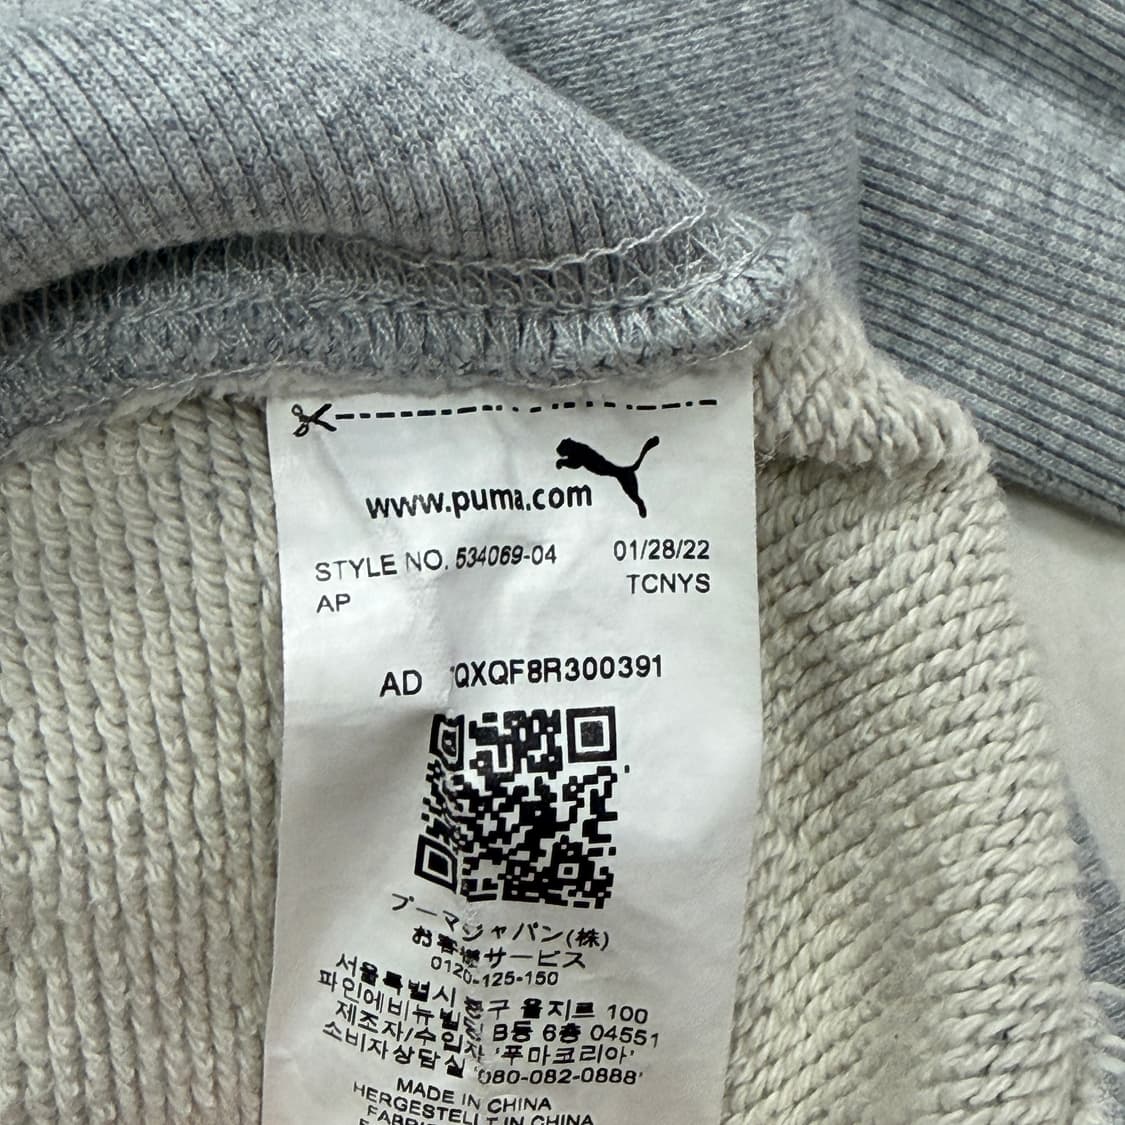 www.puma.com
STYLE NO. 534069-04 01/28/22
AP TCNYS
AD QXQF8R300391
プーマジャパン(株)
お客様サービス
0120-125-150
서울특별시 중구 을지로 100
파인에비뉴빌딩 B동 6층 04551
제조자/수입자 '푸마코리아'
소비자상담실 '080-082-0888'
MADE IN CHINA
HERGESTELLT IN CHINA